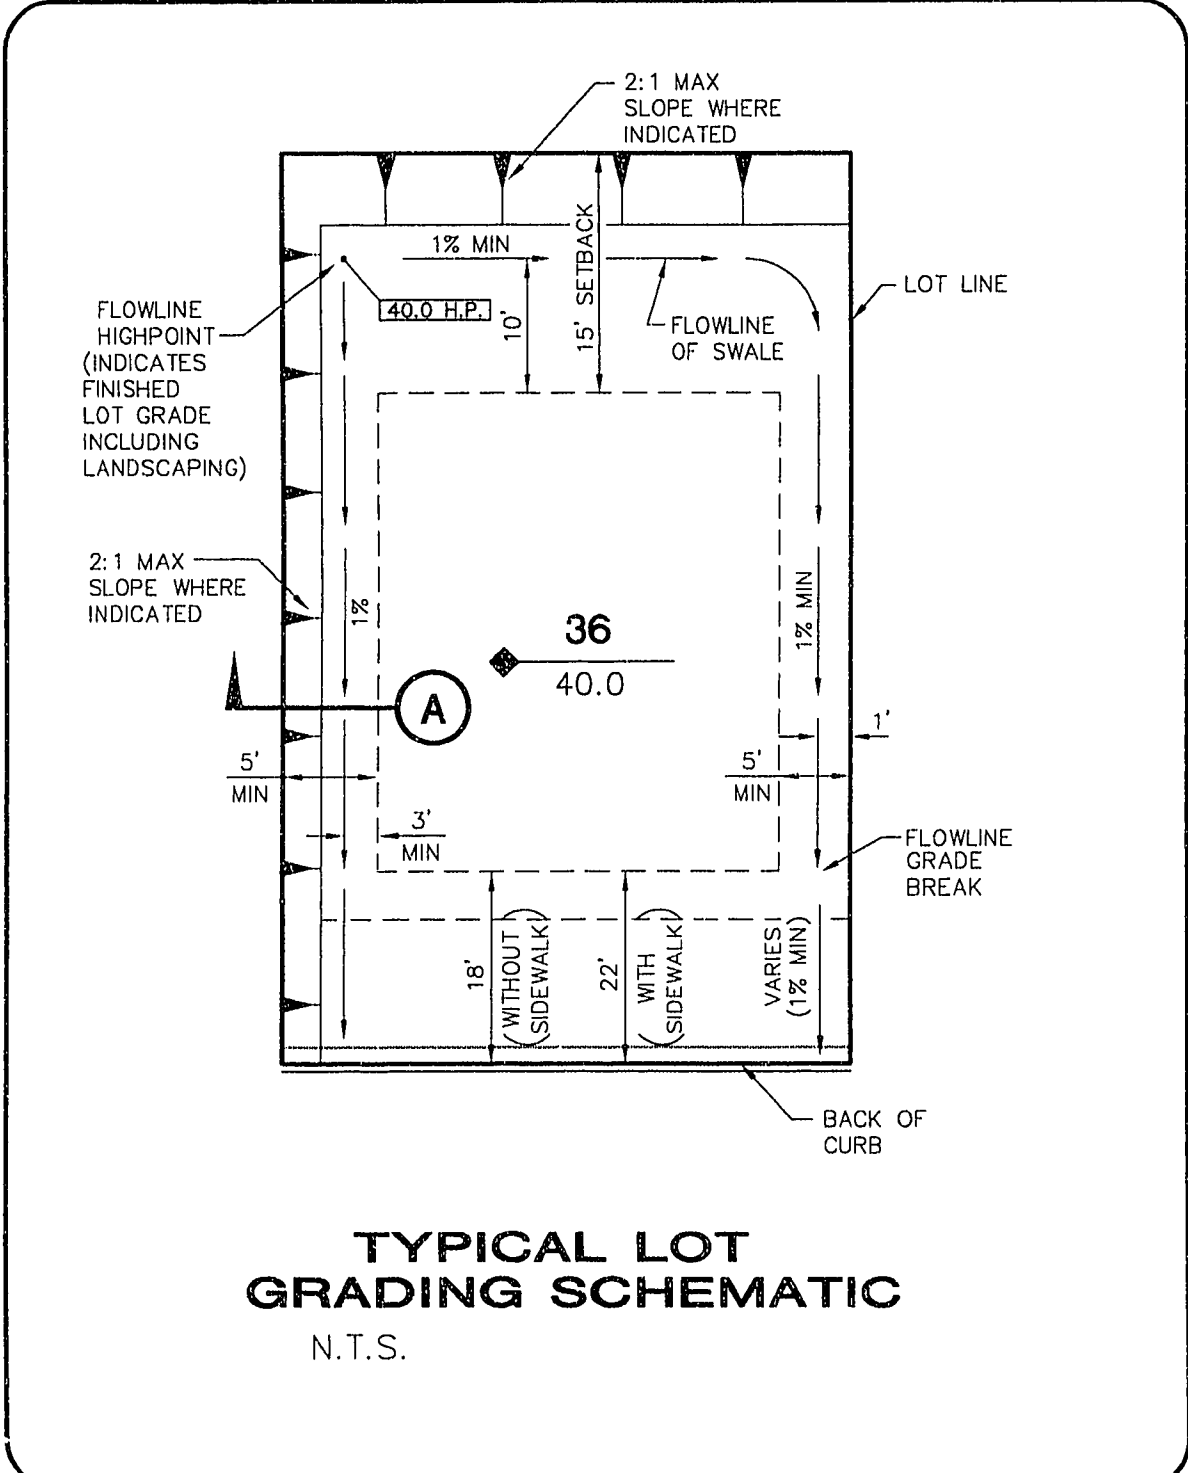 2:1 MAX
SLOPE WHERE
INDICATED
1% MIN
15' SETBACK
10'
40.0 H.P.
FLOWLINE
OF SWALE
LOT LINE
FLOWLINE
HIGHPOINT
(INDICATES
FINISHED
LOT GRADE
INCLUDING
LANDSCAPING)
2:1 MAX
SLOPE WHERE
INDICATED
1%
36
40.0
1% MIN
A
1'
5'
MIN
5'
MIN
3'
MIN
FLOWLINE
GRADE
BREAK
18'
(WITHOUT
SIDEWALK)
22'
(WITH
SIDEWALK)
VARIES
(1% MIN)
BACK OF
CURB
TYPICAL LOT
GRADING SCHEMATIC
N.T.S.